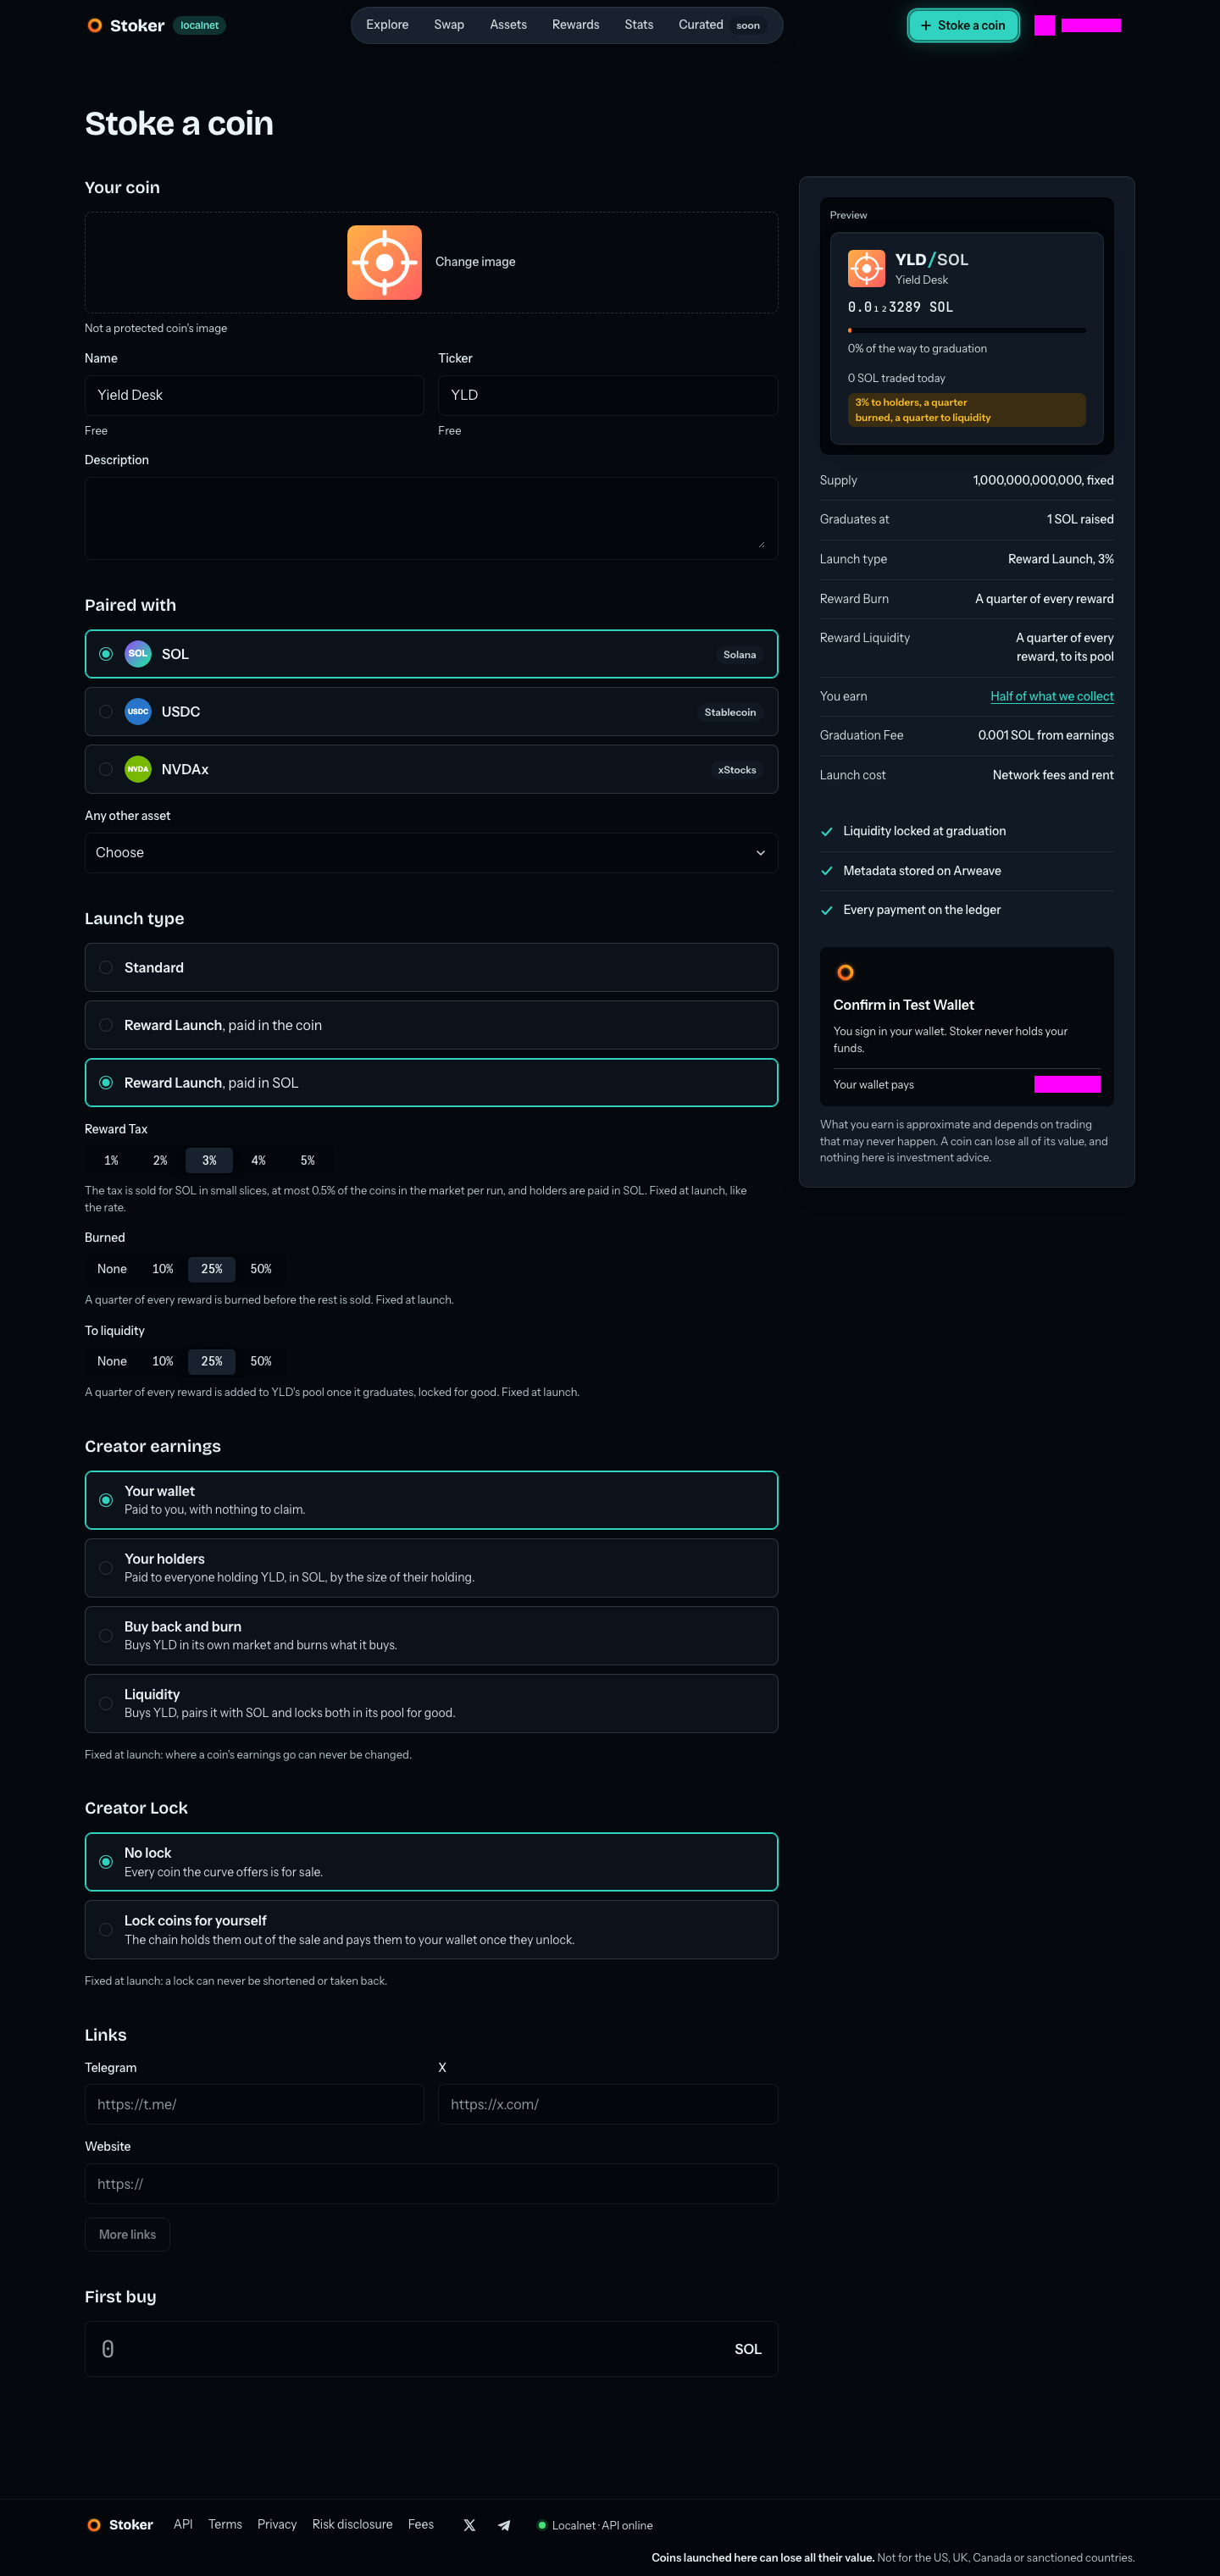 Stoker localnet Explore Swap Assets Rewards Stats Curated soon + Stoke a coin
Stoke a coin
Your coin
Change image
Not a protected coin's image
Name Ticker
Yield Desk YLD
Free Free
Description
Paired with
SOL SOL Solana
USDC USDC Stablecoin
NVDA NVDAx xStocks
Any other asset
Choose
Launch type
Standard
Reward Launch, paid in the coin
Reward Launch, paid in SOL
Reward Tax
1% 2% 3% 4% 5%
The tax is sold for SOL in small slices, at most 0.5% of the coins in the market per run, and holders are paid in SOL. Fixed at launch, like
the rate.
Burned
None 10% 25% 50%
A quarter of every reward is burned before the rest is sold. Fixed at launch.
To liquidity
None 10% 25% 50%
A quarter of every reward is added to YLD's pool once it graduates, locked for good. Fixed at launch.
Creator earnings
Your wallet
Paid to you, with nothing to claim.
Your holders
Paid to everyone holding YLD, in SOL, by the size of their holding.
Buy back and burn
Buys YLD in its own market and burns what it buys.
Liquidity
Buys YLD, pairs it with SOL and locks both in its pool for good.
Fixed at launch: where a coin's earnings go can never be changed.
Creator Lock
No lock
Every coin the curve offers is for sale.
Lock coins for yourself
The chain holds them out of the sale and pays them to your wallet once they unlock.
Fixed at launch: a lock can never be shortened or taken back.
Links
Telegram X
https://t.me/ https://x.com/
Website
https://
More links
First buy
0 SOL
Preview
YLD/SOL
Yield Desk
0.0₁₂3289 SOL
0% of the way to graduation
0 SOL traded today
3% to holders, a quarter
burned, a quarter to liquidity
Supply 1,000,000,000,000, fixed
Graduates at 1 SOL raised
Launch type Reward Launch, 3%
Reward Burn A quarter of every reward
Reward Liquidity A quarter of every
reward, to its pool
You earn Half of what we collect
Graduation Fee 0.001 SOL from earnings
Launch cost Network fees and rent
Liquidity locked at graduation
Metadata stored on Arweave
Every payment on the ledger
Confirm in Test Wallet
You sign in your wallet. Stoker never holds your
funds.
Your wallet pays
What you earn is approximate and depends on trading
that may never happen. A coin can lose all of its value, and
nothing here is investment advice.
Stoker API Terms Privacy Risk disclosure Fees Localnet · API online
Coins launched here can lose all their value. Not for the US, UK, Canada or sanctioned countries.